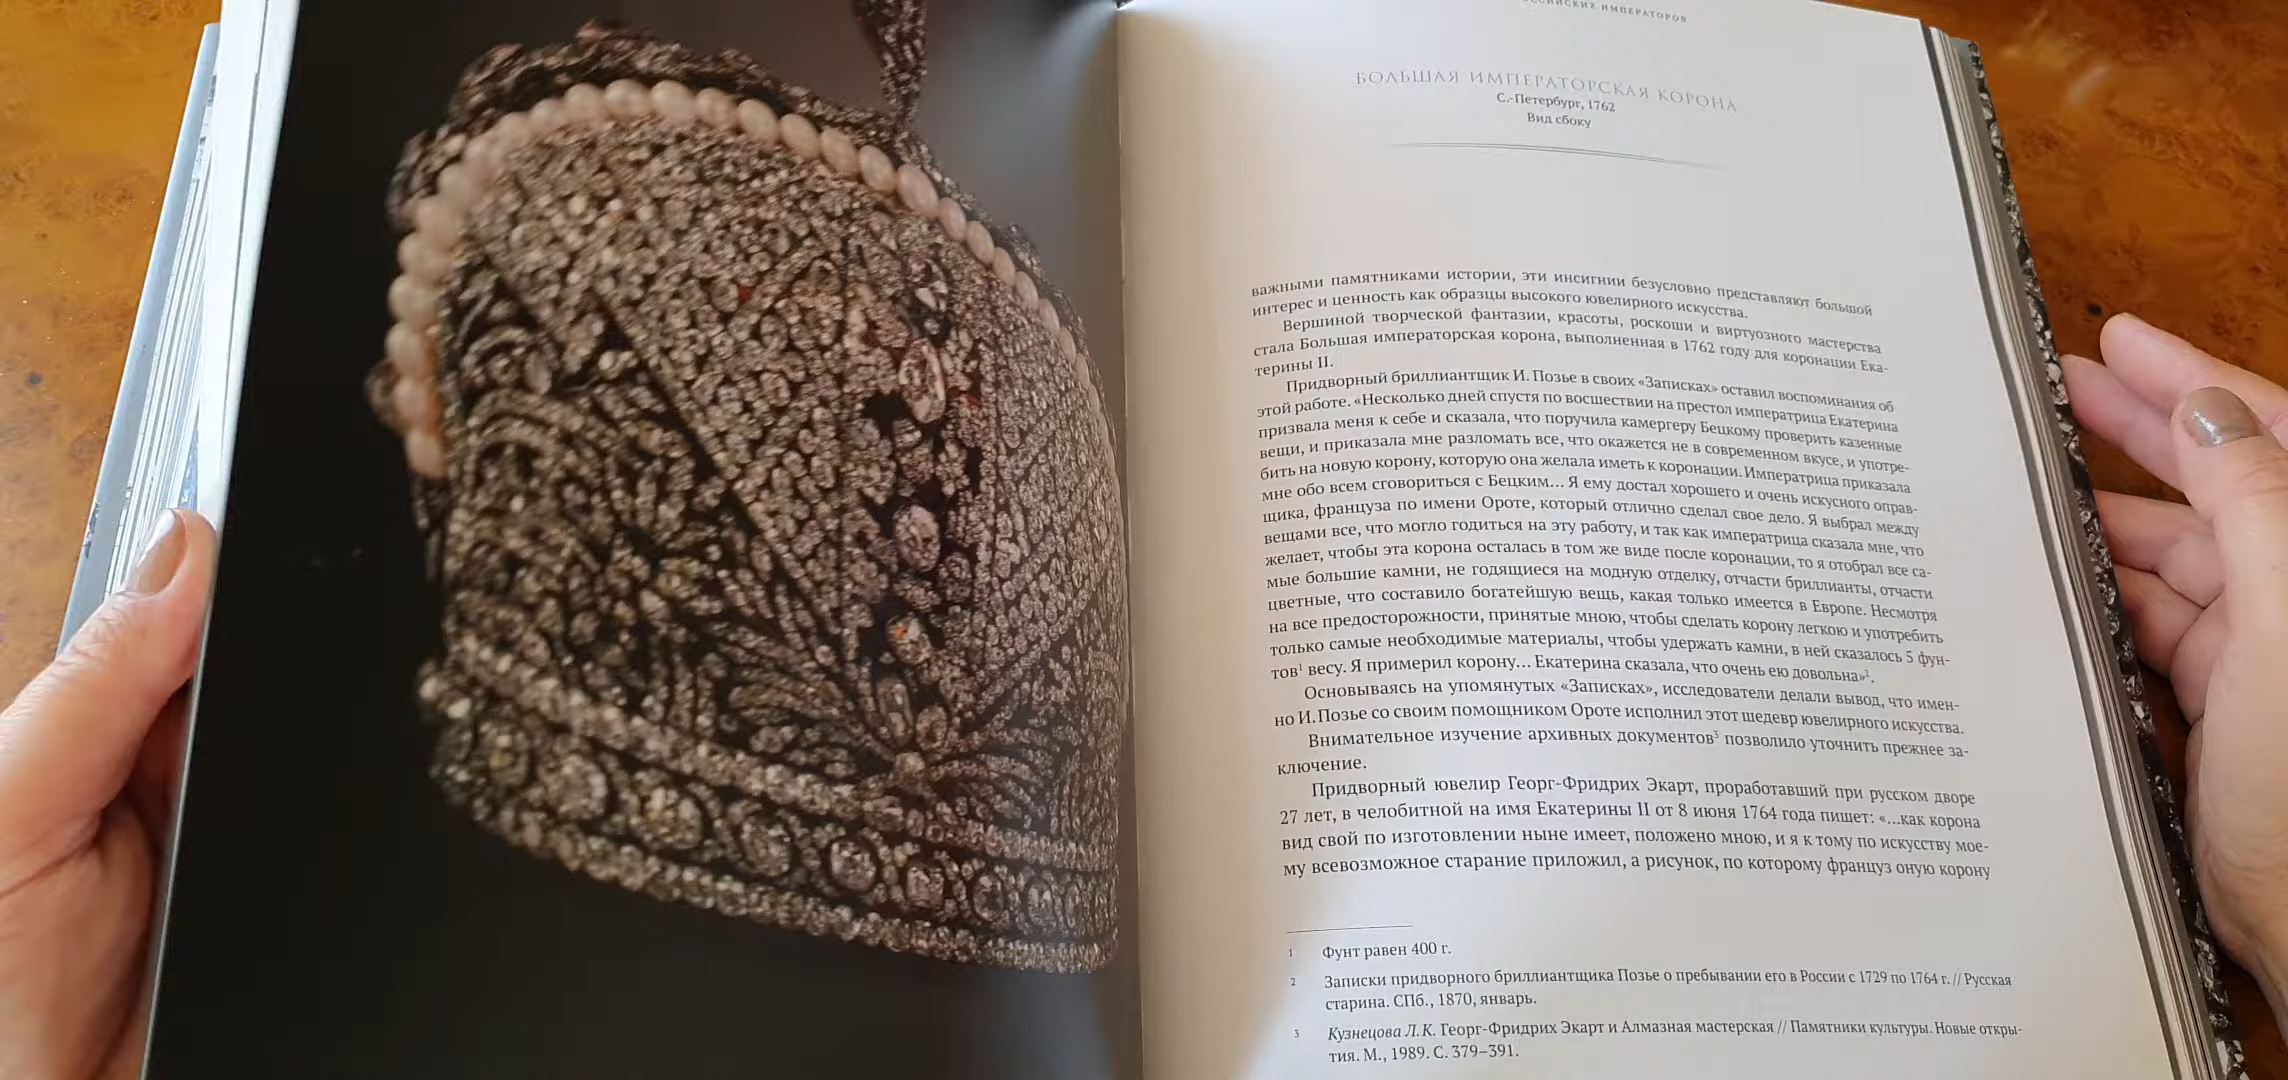 ИМПЕРАТОРОВ
БОЛЬШАЯ ИМПЕРАТОРСКАЯ КОРОНА
С.-Петербург, 1762
Вид сбоку
важными памятниками истории, эти инсигнии безусловно представляют большой
интерес и ценность как образцы высокого ювелирного искусства.
Вершиной творческой фантазии, красоты, роскоши и виртуозного мастерства
стала Большая императорская корона, выполненная в 1762 году для коронации Ека-
терины II.
Придворный бриллиантщик И. Позье в своих «Записках» оставил воспоминания об
этой работе. «Несколько дней спустя по восшествии на престол императрица Екатерина
призвала меня к себе и сказала, что поручила камергеру Бецкому проверить казенные
вещи, и приказала мне разломать все, что окажется не в современном вкусе, и употре-
бить на новую корону, которую она желала иметь к коронации. Императрица приказала
мне обо всем сговориться с Бецким... Я ему достал хорошего и очень искусного оправ-
щика, француза по имени Ороте, который отлично сделал свое дело. Я выбрал между
вещами все, что могло годиться на эту работу, и так как императрица сказала мне, что
желает, чтобы эта корона осталась в том же виде после коронации, то я отобрал все са-
мые большие камни, не годящиеся на модную отделку, отчасти бриллианты, отчасти
цветные, что составило богатейшую вещь, какая только имеется в Европе. Несмотря
на все предосторожности, принятые мною, чтобы сделать корону легкою и употребить
только самые необходимые материалы, чтобы удержать камни, в ней сказалось 5 фун-
тов¹ весу. Я примерил корону... Екатерина сказала, что очень ею довольна»².
Основываясь на упомянутых «Записках», исследователи делали вывод, что имен-
но И. Позье со своим помощником Ороте исполнил этот шедевр ювелирного искусства.
Внимательное изучение архивных документов³ позволило уточнить прежнее за-
ключение.
Придворный ювелир Георг-Фридрих Экарт, проработавший при русском дворе
27 лет, в челобитной на имя Екатерины II от 8 июня 1764 года пишет: «...как корона
вид свой по изготовлении ныне имеет, положено мною, и я к тому по искусству мое-
му всевозможное старание приложил, а рисунок, по которому француз оную корону
1 Фунт равен 400 г.
2 Записки придворного бриллиантщика Позье о пребывании его в России с 1729 по 1764 г. // Русская
старина. СПб., 1870, январь.
3 Кузнецова Л.К. Георг-Фридрих Экарт и Алмазная мастерская // Памятники культуры. Новые откры-
тия. М., 1989. С. 379–391.